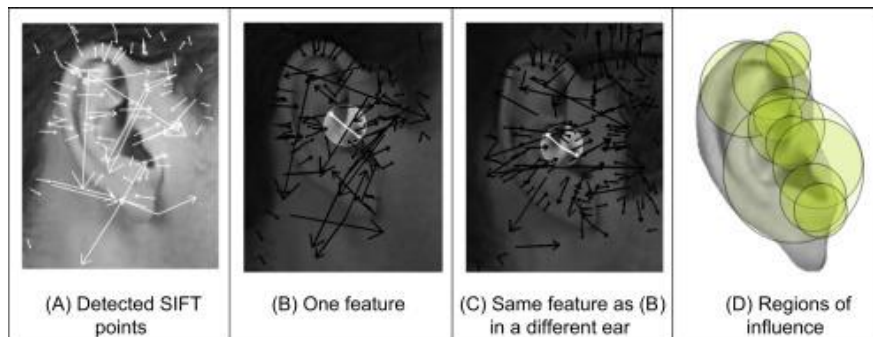 (A) Detected SIFT
points
(B) One feature
(C) Same feature as (B)
in a different ear
(D) Regions of
influence